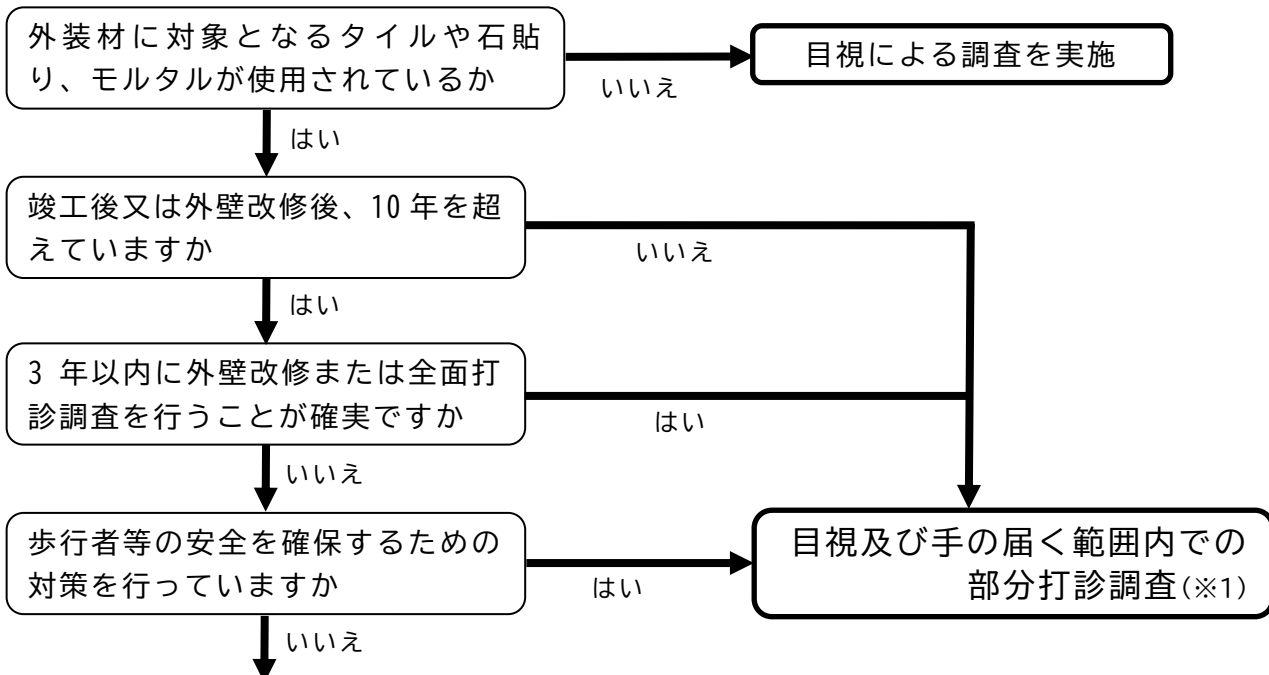 外装材に対象となるタイルや石貼
り、モルタルが使用されているか
いいえ
目視による調査を実施
はい
竣工後又は外壁改修後、10 年を超
えていますか
いいえ
はい
3 年以内に外壁改修または全面打
診調査を行うことが確実ですか
はい
いいえ
歩行者等の安全を確保するための
対策を行っていますか
はい
目視及び手の届く範囲内での
部分打診調査(※1)
いいえ